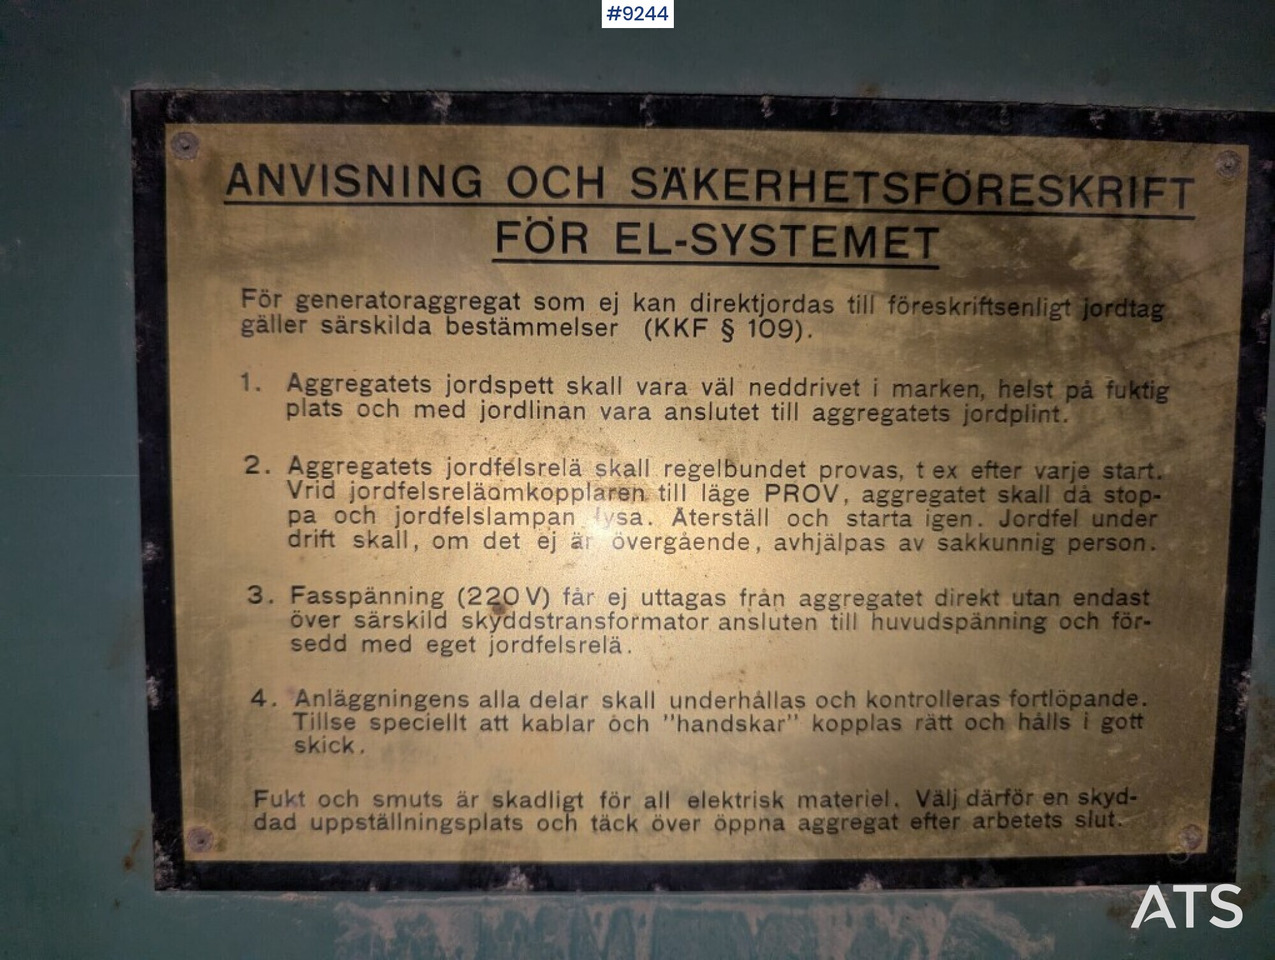 #9244
ANVISNING OCH SÄKERHETSFÖRESKRIFT
FÖR EL-SYSTEMET
För generatoraggregat som ej kan direktjordas till föreskriftsenligt jordtag
gäller särskilda bestämmelser (KKF § 109).
1. Aggregatets jordspett skall vara väl neddrivet i marken, helst på fuktig
plats och med jordlinan vara anslutet till aggregatets jordplint.
2. Aggregatets jordfelsrelä skall regelbundet provas, t ex efter varje start.
Vrid jordfelsreläomkopplaren till läge PROV, aggregatet skall då stop-
pa och jordfelslampan lysa. Återställ och starta igen. Jordfel under
drift skall, om det ej är övergående, avhjälpas av sakkunnig person.
3. Fasspänning (220 V) får ej uttagas från aggregatet direkt utan endast
över särskild skyddstransformator ansluten till huvudspänning och för-
sedd med eget jordfelsrelä.
4. Anläggningens alla delar skall underhållas och kontrolleras fortlöpande.
Tillse speciellt att kablar och "handskar" kopplas rätt och hålls i gott
skick.
Fukt och smuts är skadligt för all elektrisk materiel. Välj därför en skyd-
dad uppställningsplats och täck över öppna aggregat efter arbetets slut.
ATS